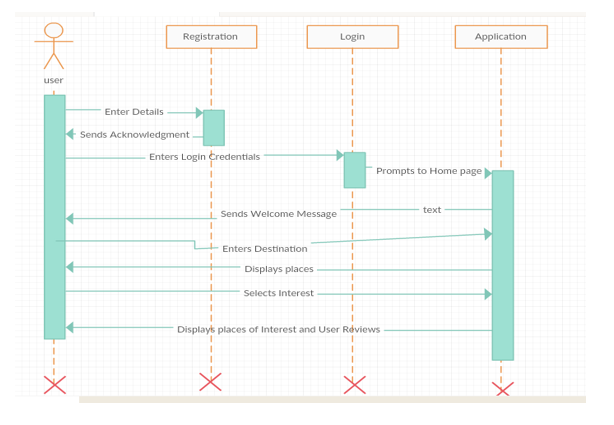 Registration
Login
Application
user
Enter Details
Sends Acknowledgment
Enters Login Credentials
Prompts to Home page
Sends Welcome Message
text
Enters Destination
Displays places
Selects Interest
Displays places of Interest and User Reviews